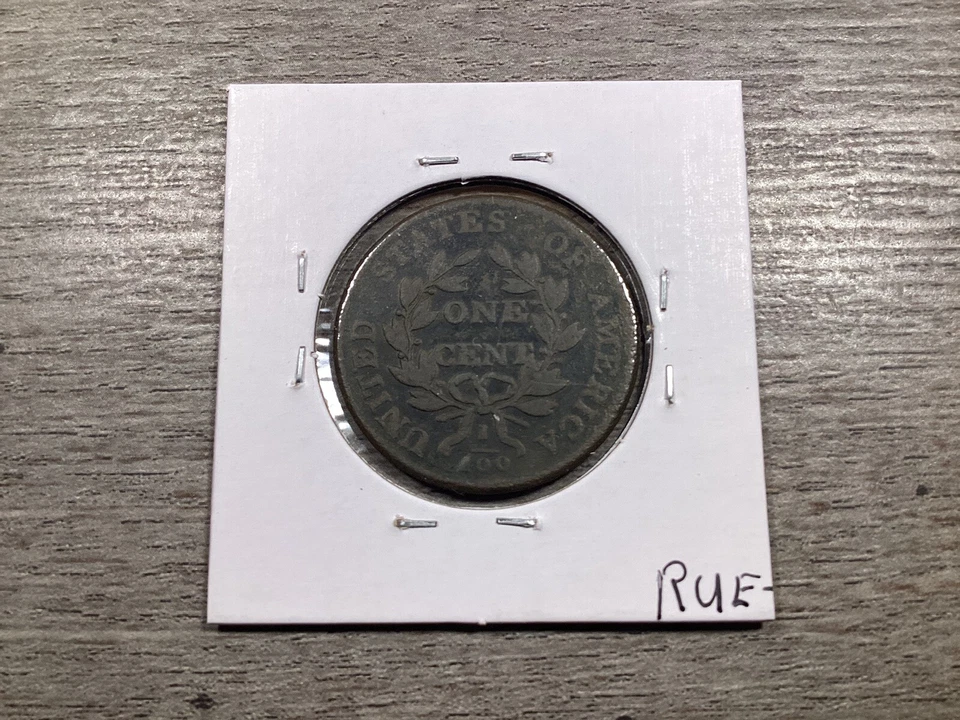 UNITED STATES OF AMERICA
ONE
CENT
1
100
RUE-